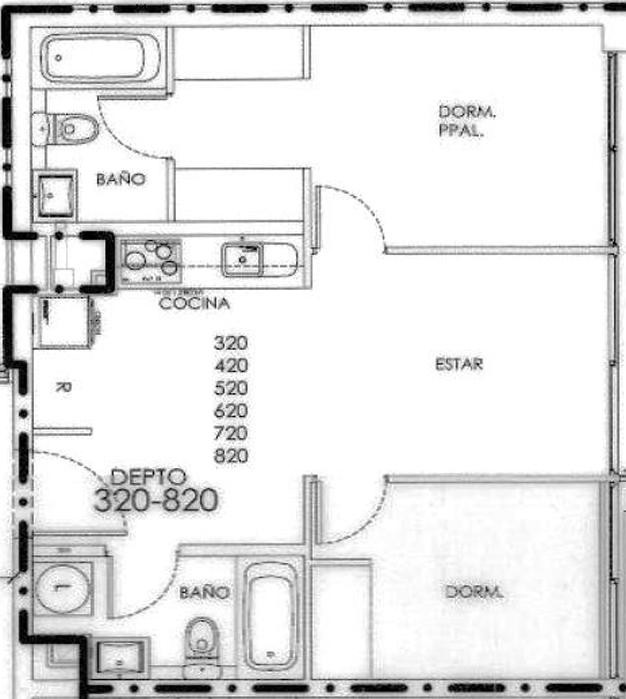 DORM.
PPAL.
BAÑO
COCINA
320
420
520
620
720
820
ESTAR
DEPTO
320-820
BAÑO
DORM.
L